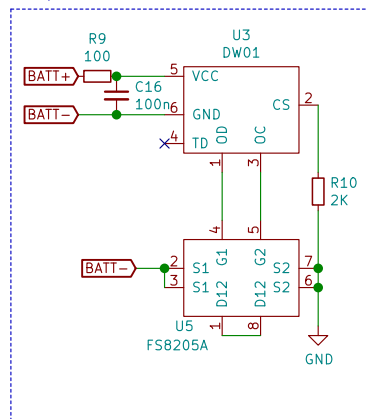 U3
DW01
R9
100
BATT+
5
VCC
C16
100n
CS
2
BATT-
6
GND
4
TD
OD
OC
1
3
R10
2K
4
5
G1
G2
BATT-
2
S1
S2
7
3
S1
S2
6
D12
D12
U5
1
8
FS8205A
GND